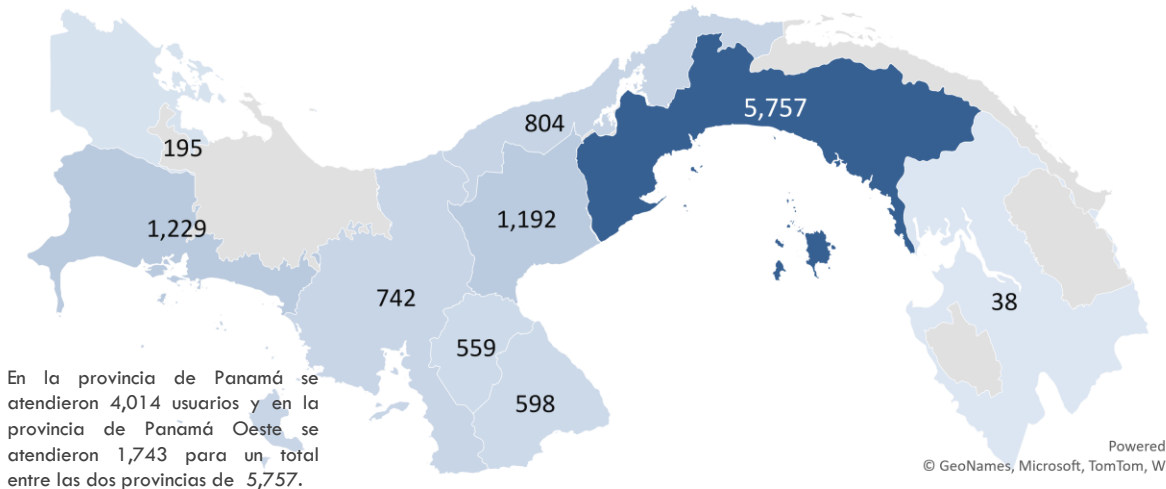 5,757
804
195
1,192
1,229
742
38
559
598
En la provincia de Panamá se
atendieron 4,014 usuarios y en la
provincia de Panamá Oeste se
atendieron 1,743 para un total
entre las dos provincias de 5,757.
Powered
© GeoNames, Microsoft, TomTom, W